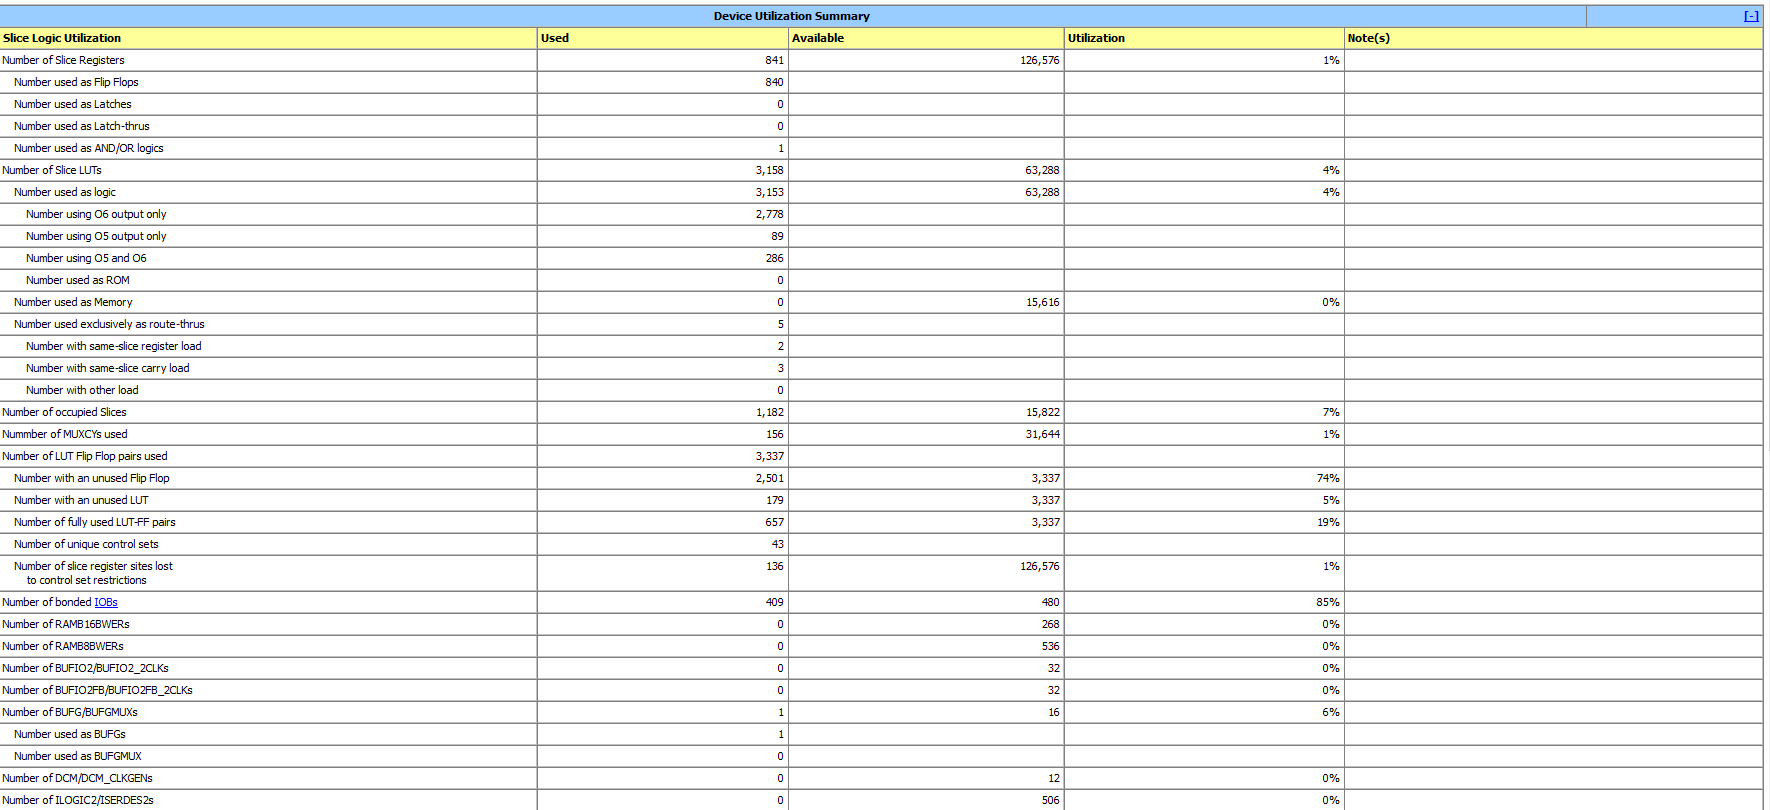 Device Utilization Summary [-]
Slice Logic Utilization Used Available Utilization Note(s)
Number of Slice Registers 841 126,576 1%
Number used as Flip Flops 840
Number used as Latches 0
Number used as Latch-thrus 0
Number used as AND/OR logics 1
Number of Slice LUTs 3,158 63,288 4%
Number used as logic 3,153 63,288 4%
Number using O6 output only 2,778
Number using O5 output only 89
Number using O5 and O6 286
Number used as ROM 0
Number used as Memory 0 15,616 0%
Number used exclusively as route-thrus 5
Number with same-slice register load 2
Number with same-slice carry load 3
Number with other load 0
Number of occupied Slices 1,182 15,822 7%
Nummber of MUXCYs used 156 31,644 1%
Number of LUT Flip Flop pairs used 3,337
Number with an unused Flip Flop 2,501 3,337 74%
Number with an unused LUT 179 3,337 5%
Number of fully used LUT-FF pairs 657 3,337 19%
Number of unique control sets 43
Number of slice register sites lost 136 126,576 1%
to control set restrictions
Number of bonded IOBs 409 480 85%
Number of RAMB16BWERs 0 268 0%
Number of RAMB8BWERs 0 536 0%
Number of BUFIO2/BUFIO2_2CLKs 0 32 0%
Number of BUFIO2FB/BUFIO2FB_2CLKs 0 32 0%
Number of BUFG/BUFGMUXs 1 16 6%
Number used as BUFGs 1
Number used as BUFGMUX 0
Number of DCM/DCM_CLKGENs 0 12 0%
Number of ILOGIC2/ISERDES2s 0 506 0%